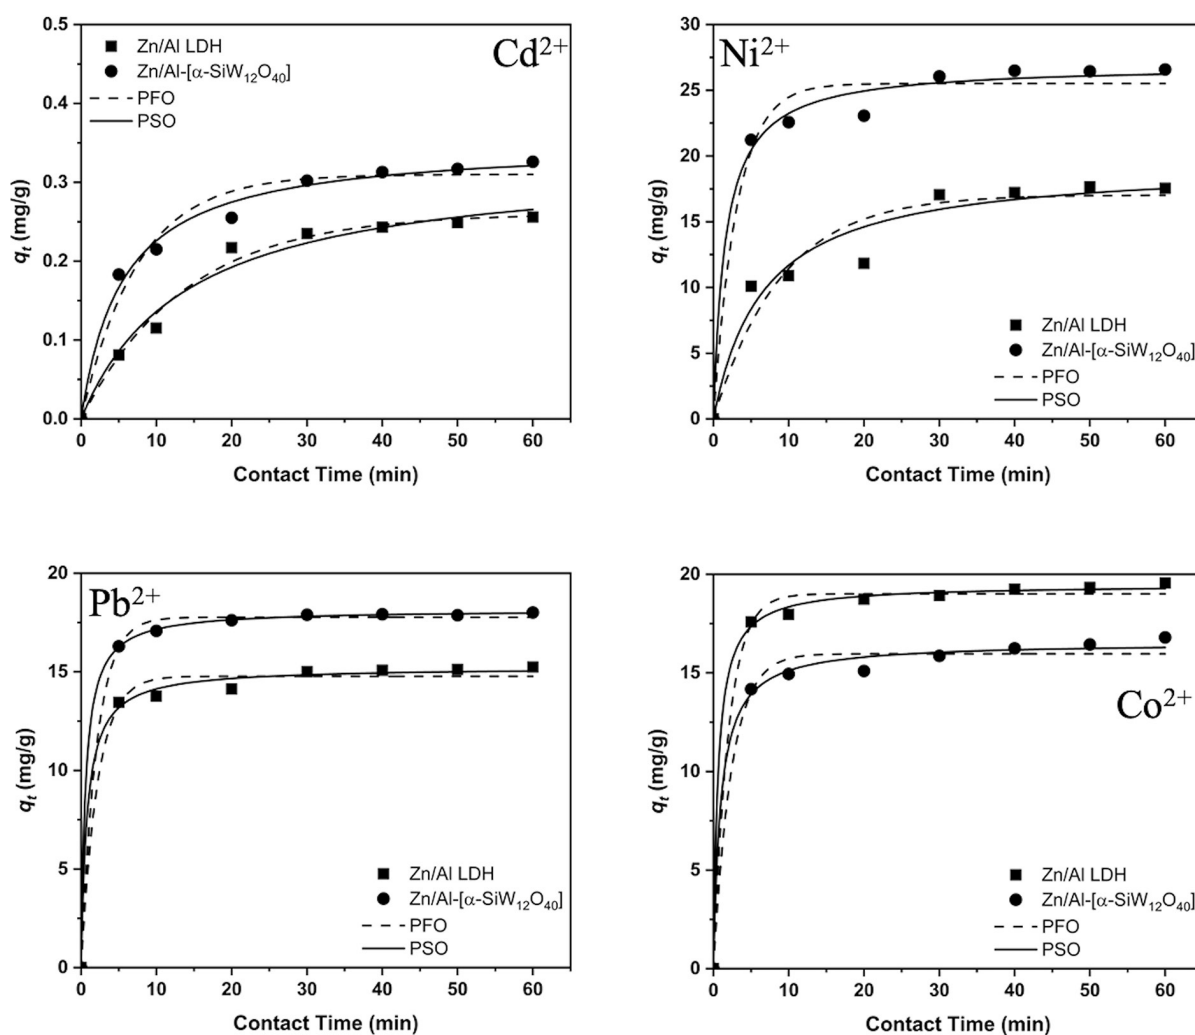 Cd²⁺
Zn/Al LDH
Zn/Al-[α-SiW₁₂O₄₀]
PFO
PSO
0.5
0.4
0.3
0.2
0.1
0.0
qₜ (mg/g)
0 10 20 30 40 50 60
Contact Time (min)
Ni²⁺
30
25
20
15
10
5
0
qₜ (mg/g)
Zn/Al LDH
Zn/Al-[α-SiW₁₂O₄₀]
PFO
PSO
0 10 20 30 40 50 60
Contact Time (min)
Pb²⁺
20
15
10
5
0
qₜ (mg/g)
Zn/Al LDH
Zn/Al-[α-SiW₁₂O₄₀]
PFO
PSO
0 10 20 30 40 50 60
Contact Time (min)
20
15
10
5
0
qₜ (mg/g)
Co²⁺
Zn/Al LDH
Zn/Al-[α-SiW₁₂O₄₀]
PFO
PSO
0 10 20 30 40 50 60
Contact Time (min)